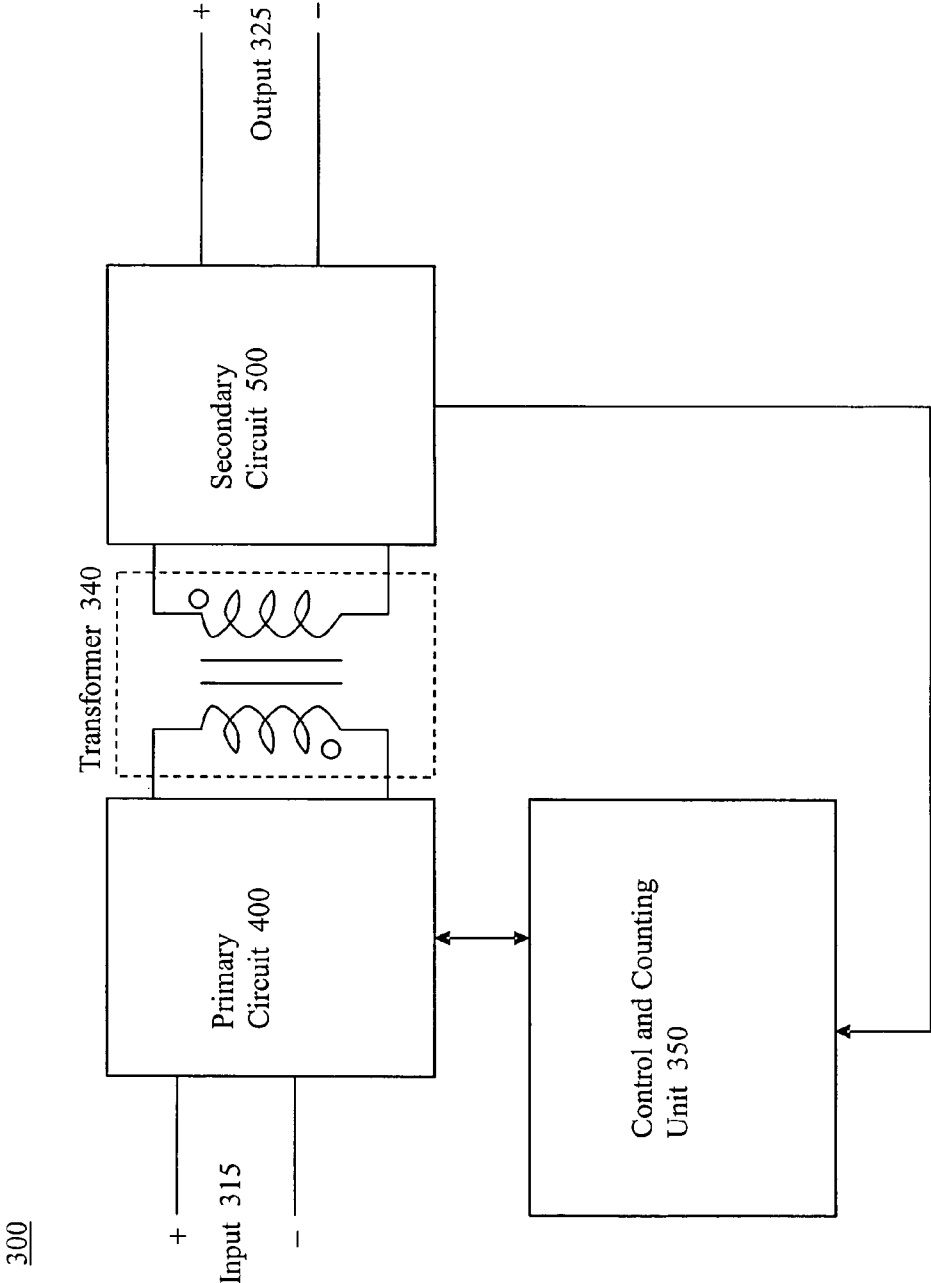 300
Transformer 340
+
Input 315
−
Primary
Circuit 400
Secondary
Circuit 500
+
Output 325
−
Control and Counting
Unit 350